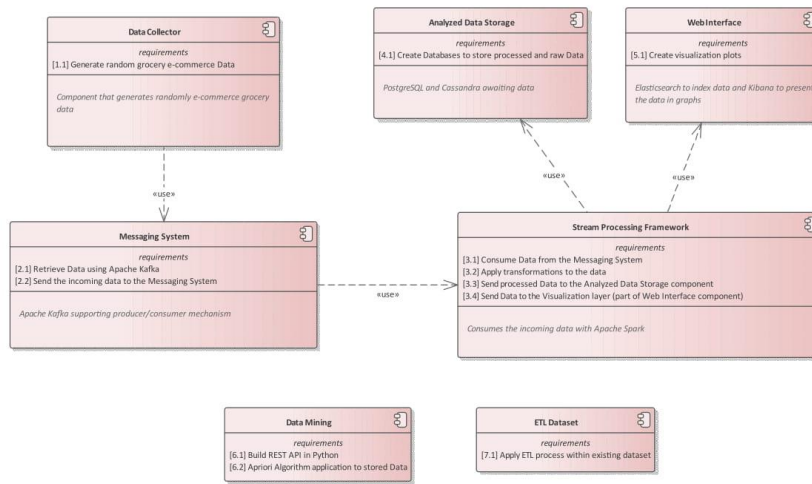 Data Collector
requirements
[1.1] Generate random grocery e-commerce Data
Component that generates randomly e-commerce grocery
data
Analyzed Data Storage
requirements
[4.1] Create Databases to store processed and raw Data
PostgreSQL and Cassandra awaiting data
Web Interface
requirements
[5.1] Create visualization plots
Elasticsearch to index data and Kibana to present
the data in graphs
«use»
«use»
«use»
Messaging System
requirements
[2.1] Retrieve Data using Apache Kafka
[2.2] Send the incoming data to the Messaging System
Apache Kafka supporting producer/consumer mechanism
«use»
Stream Processing Framework
requirements
[3.1] Consume Data from the Messaging System
[3.2] Apply transformations to the data
[3.3] Send processed Data to the Analyzed Data Storage component
[3.4] Send Data to the Visualization layer (part of Web Interface component)
Consumes the incoming data with Apache Spark
Data Mining
requirements
[6.1] Build REST API in Python
[6.2] Apriori Algorithm application to stored Data
ETL Dataset
requirements
[7.1] Apply ETL process within existing dataset